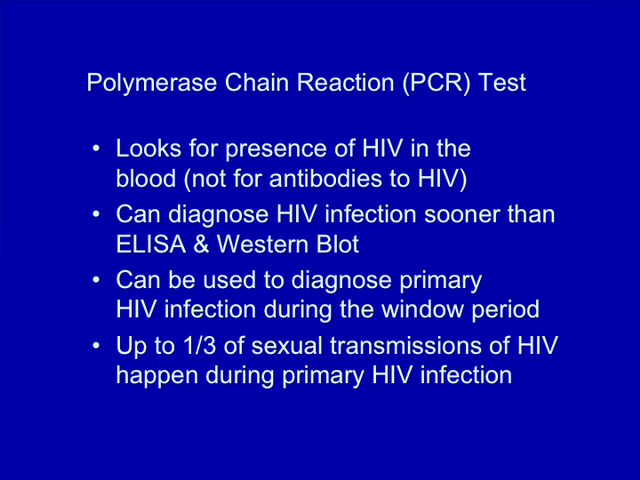 Polymerase Chain Reaction (PCR) Test
• Looks for presence of HIV in the
blood (not for antibodies to HIV)
• Can diagnose HIV infection sooner than
ELISA & Western Blot
• Can be used to diagnose primary
HIV infection during the window period
• Up to 1/3 of sexual transmissions of HIV
happen during primary HIV infection